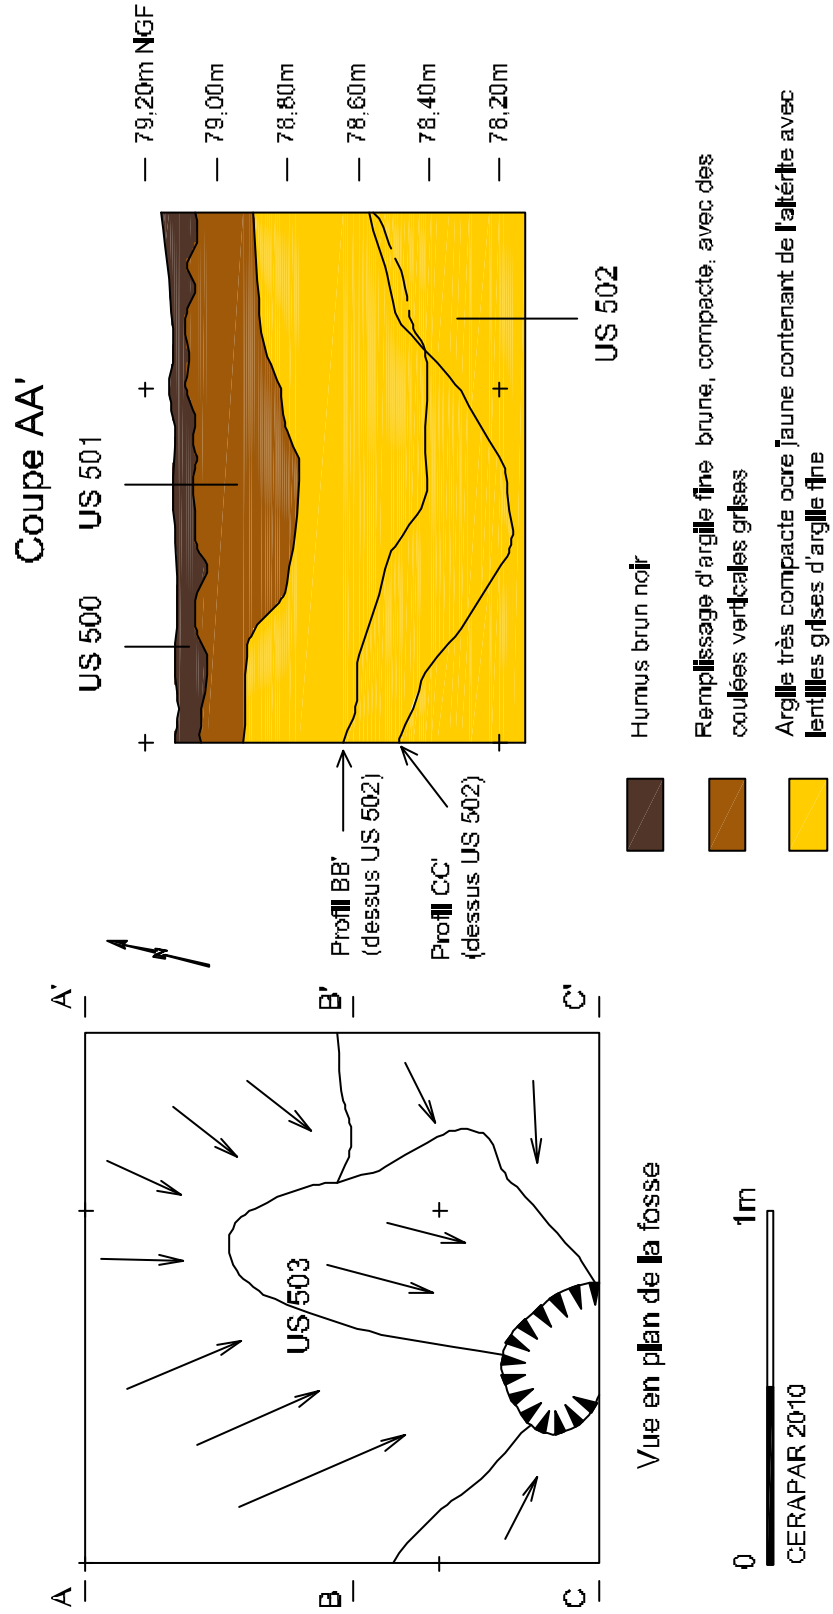 Coupe AA'
US 500
US 501
79,20m NGF
79,00m
78,80m
78,60m
78,40m
78,20m
US 502
Profil BB'
(dessus US 502)
Profil CC'
(dessus US 502)
Humus brun noir
Remplissage d'argile fine brune, compacte, avec des
coulées verticales grises
Argile très compacte ocre jaune contenant de l'altérite avec
lentilles grises d'argile fine
A
A'
B
B'
C
C'
US 503
Vue en plan de la fosse
0
1m
CERAPAR 2010